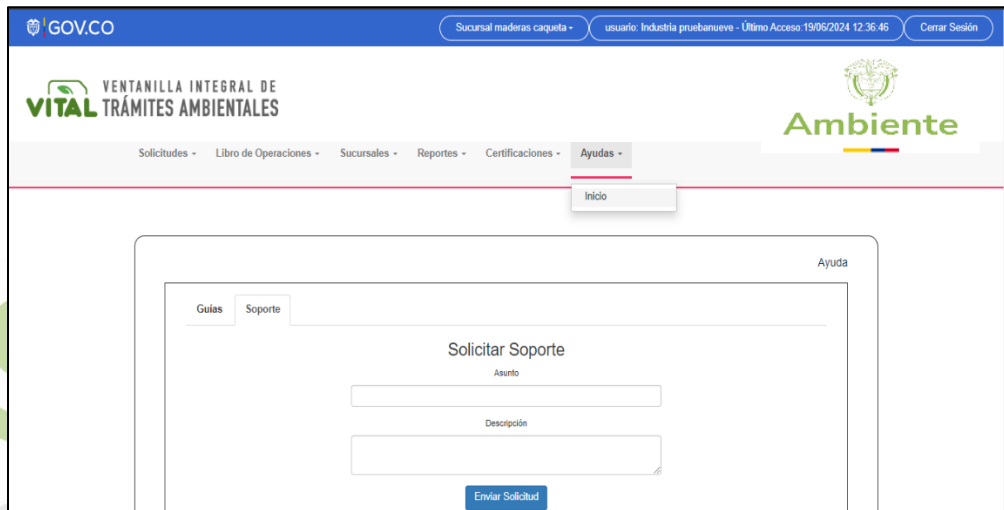 GOV.CO
Sucursal maderas caqueta
usuario: Industria pruebanueve - Último Acceso:19/06/2024 12:36:46
Cerrar Sesión
VITAL
VENTANILLA INTEGRAL DE
TRÁMITES AMBIENTALES
Ambiente
Solicitudes
Libro de Operaciones
Sucursales
Reportes
Certificaciones
Ayudas
Inicio
Ayuda
Guías
Soporte
Solicitar Soporte
Asunto
Descripción
Enviar Solicitud